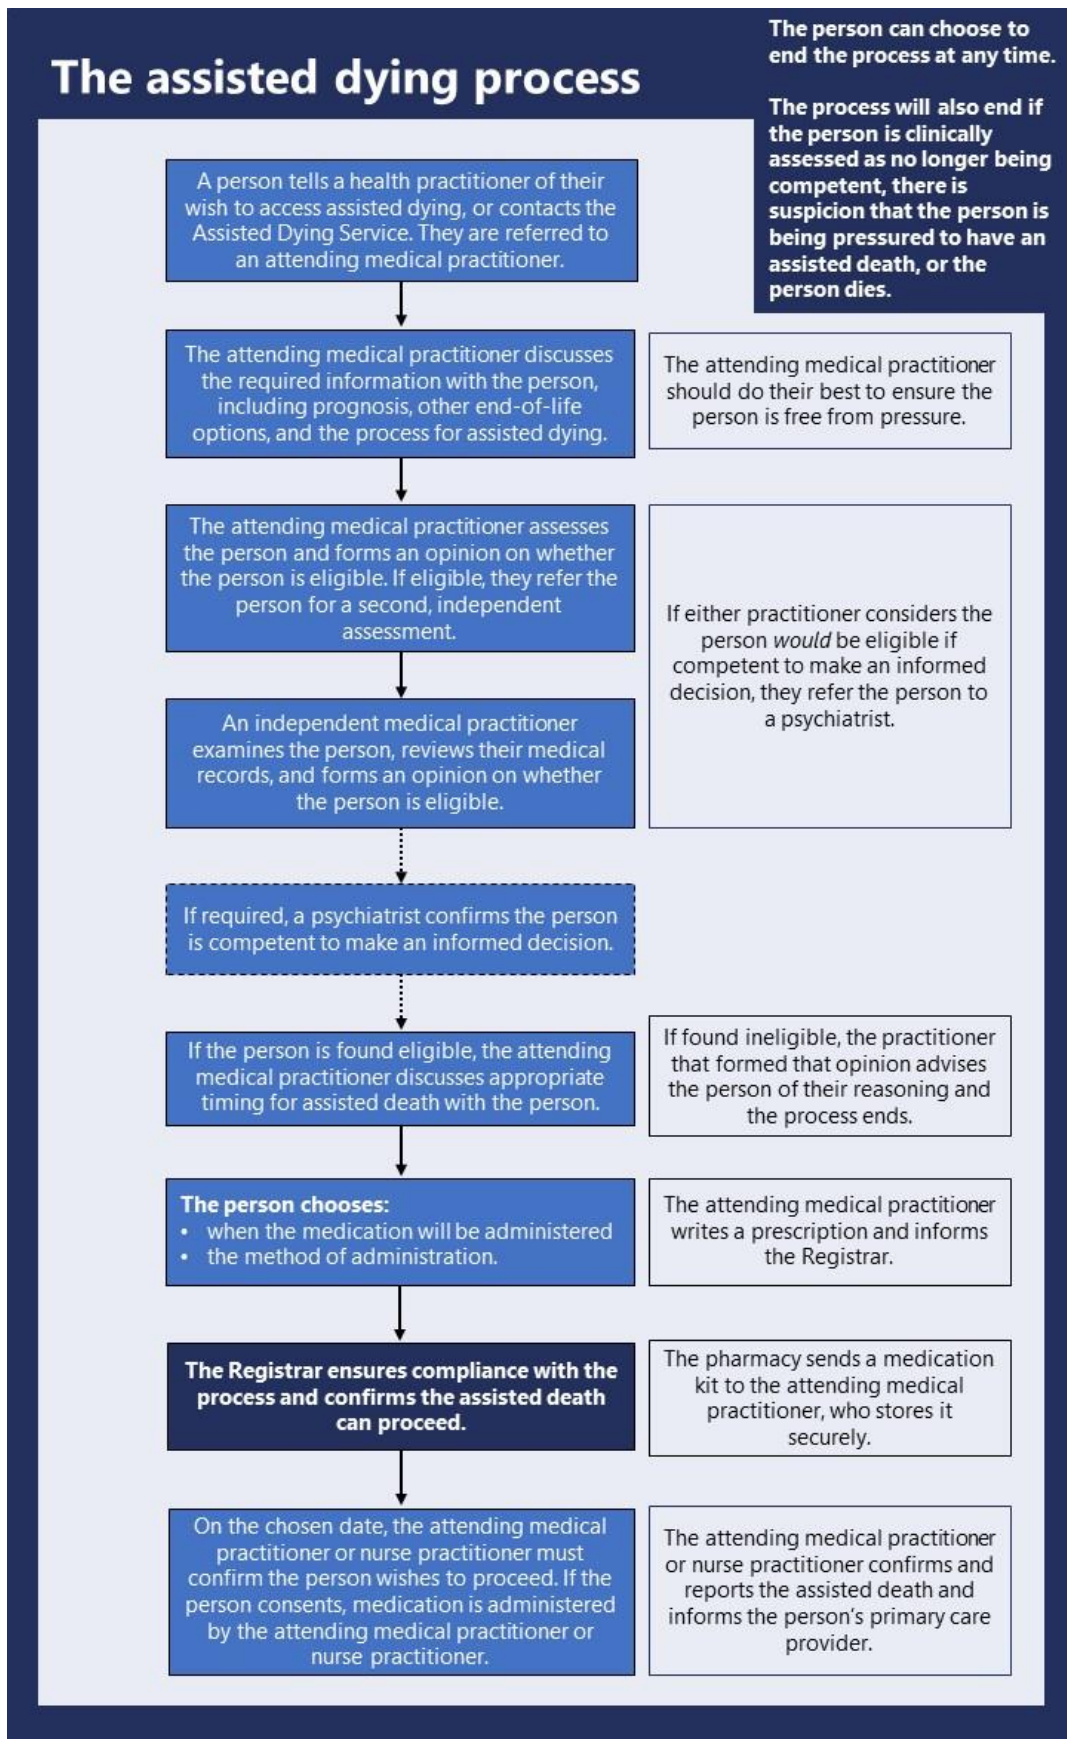 The assisted dying process
The person can choose to
end the process at any time.
The process will also end if
the person is clinically
assessed as no longer being
competent, there is
suspicion that the person is
being pressured to have an
assisted death, or the
person dies.
A person tells a health practitioner of their
wish to access assisted dying, or contacts the
Assisted Dying Service. They are referred to
an attending medical practitioner.
The attending medical practitioner discusses
the required information with the person,
including prognosis, other end-of-life
options, and the process for assisted dying.
The attending medical practitioner
should do their best to ensure the
person is free from pressure.
The attending medical practitioner assesses
the person and forms an opinion on whether
the person is eligible. If eligible, they refer the
person for a second, independent
assessment.
If either practitioner considers the
person would be eligible if
competent to make an informed
decision, they refer the person to
a psychiatrist.
An independent medical practitioner
examines the person, reviews their medical
records, and forms an opinion on whether
the person is eligible.
If required, a psychiatrist confirms the person
is competent to make an informed decision.
If the person is found eligible, the attending
medical practitioner discusses appropriate
timing for assisted death with the person.
If found ineligible, the practitioner
that formed that opinion advises
the person of their reasoning and
the process ends.
The person chooses:
• when the medication will be administered
• the method of administration.
The attending medical practitioner
writes a prescription and informs
the Registrar.
The Registrar ensures compliance with the
process and confirms the assisted death
can proceed.
The pharmacy sends a medication
kit to the attending medical
practitioner, who stores it
securely.
On the chosen date, the attending medical
practitioner or nurse practitioner must
confirm the person wishes to proceed. If the
person consents, medication is administered
by the attending medical practitioner or
nurse practitioner.
The attending medical practitioner
or nurse practitioner confirms and
reports the assisted death and
informs the person's primary care
provider.